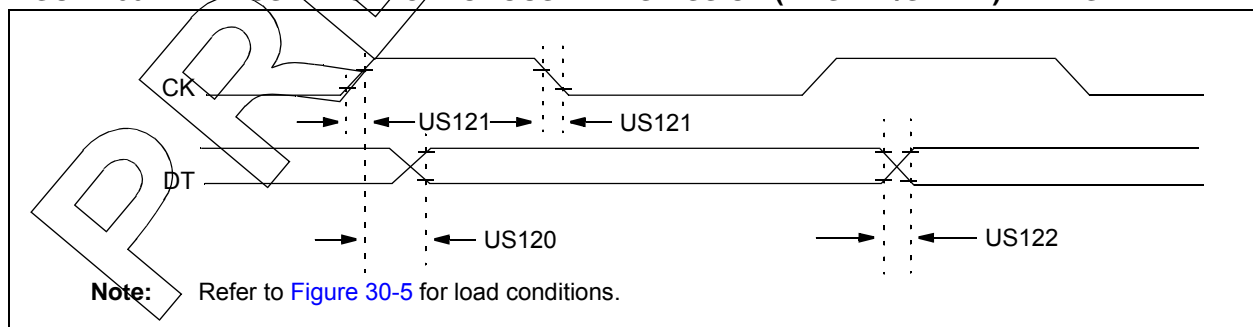 CK
US121 US121
DT
US120 US122
Note: Refer to Figure 30-5 for load conditions.